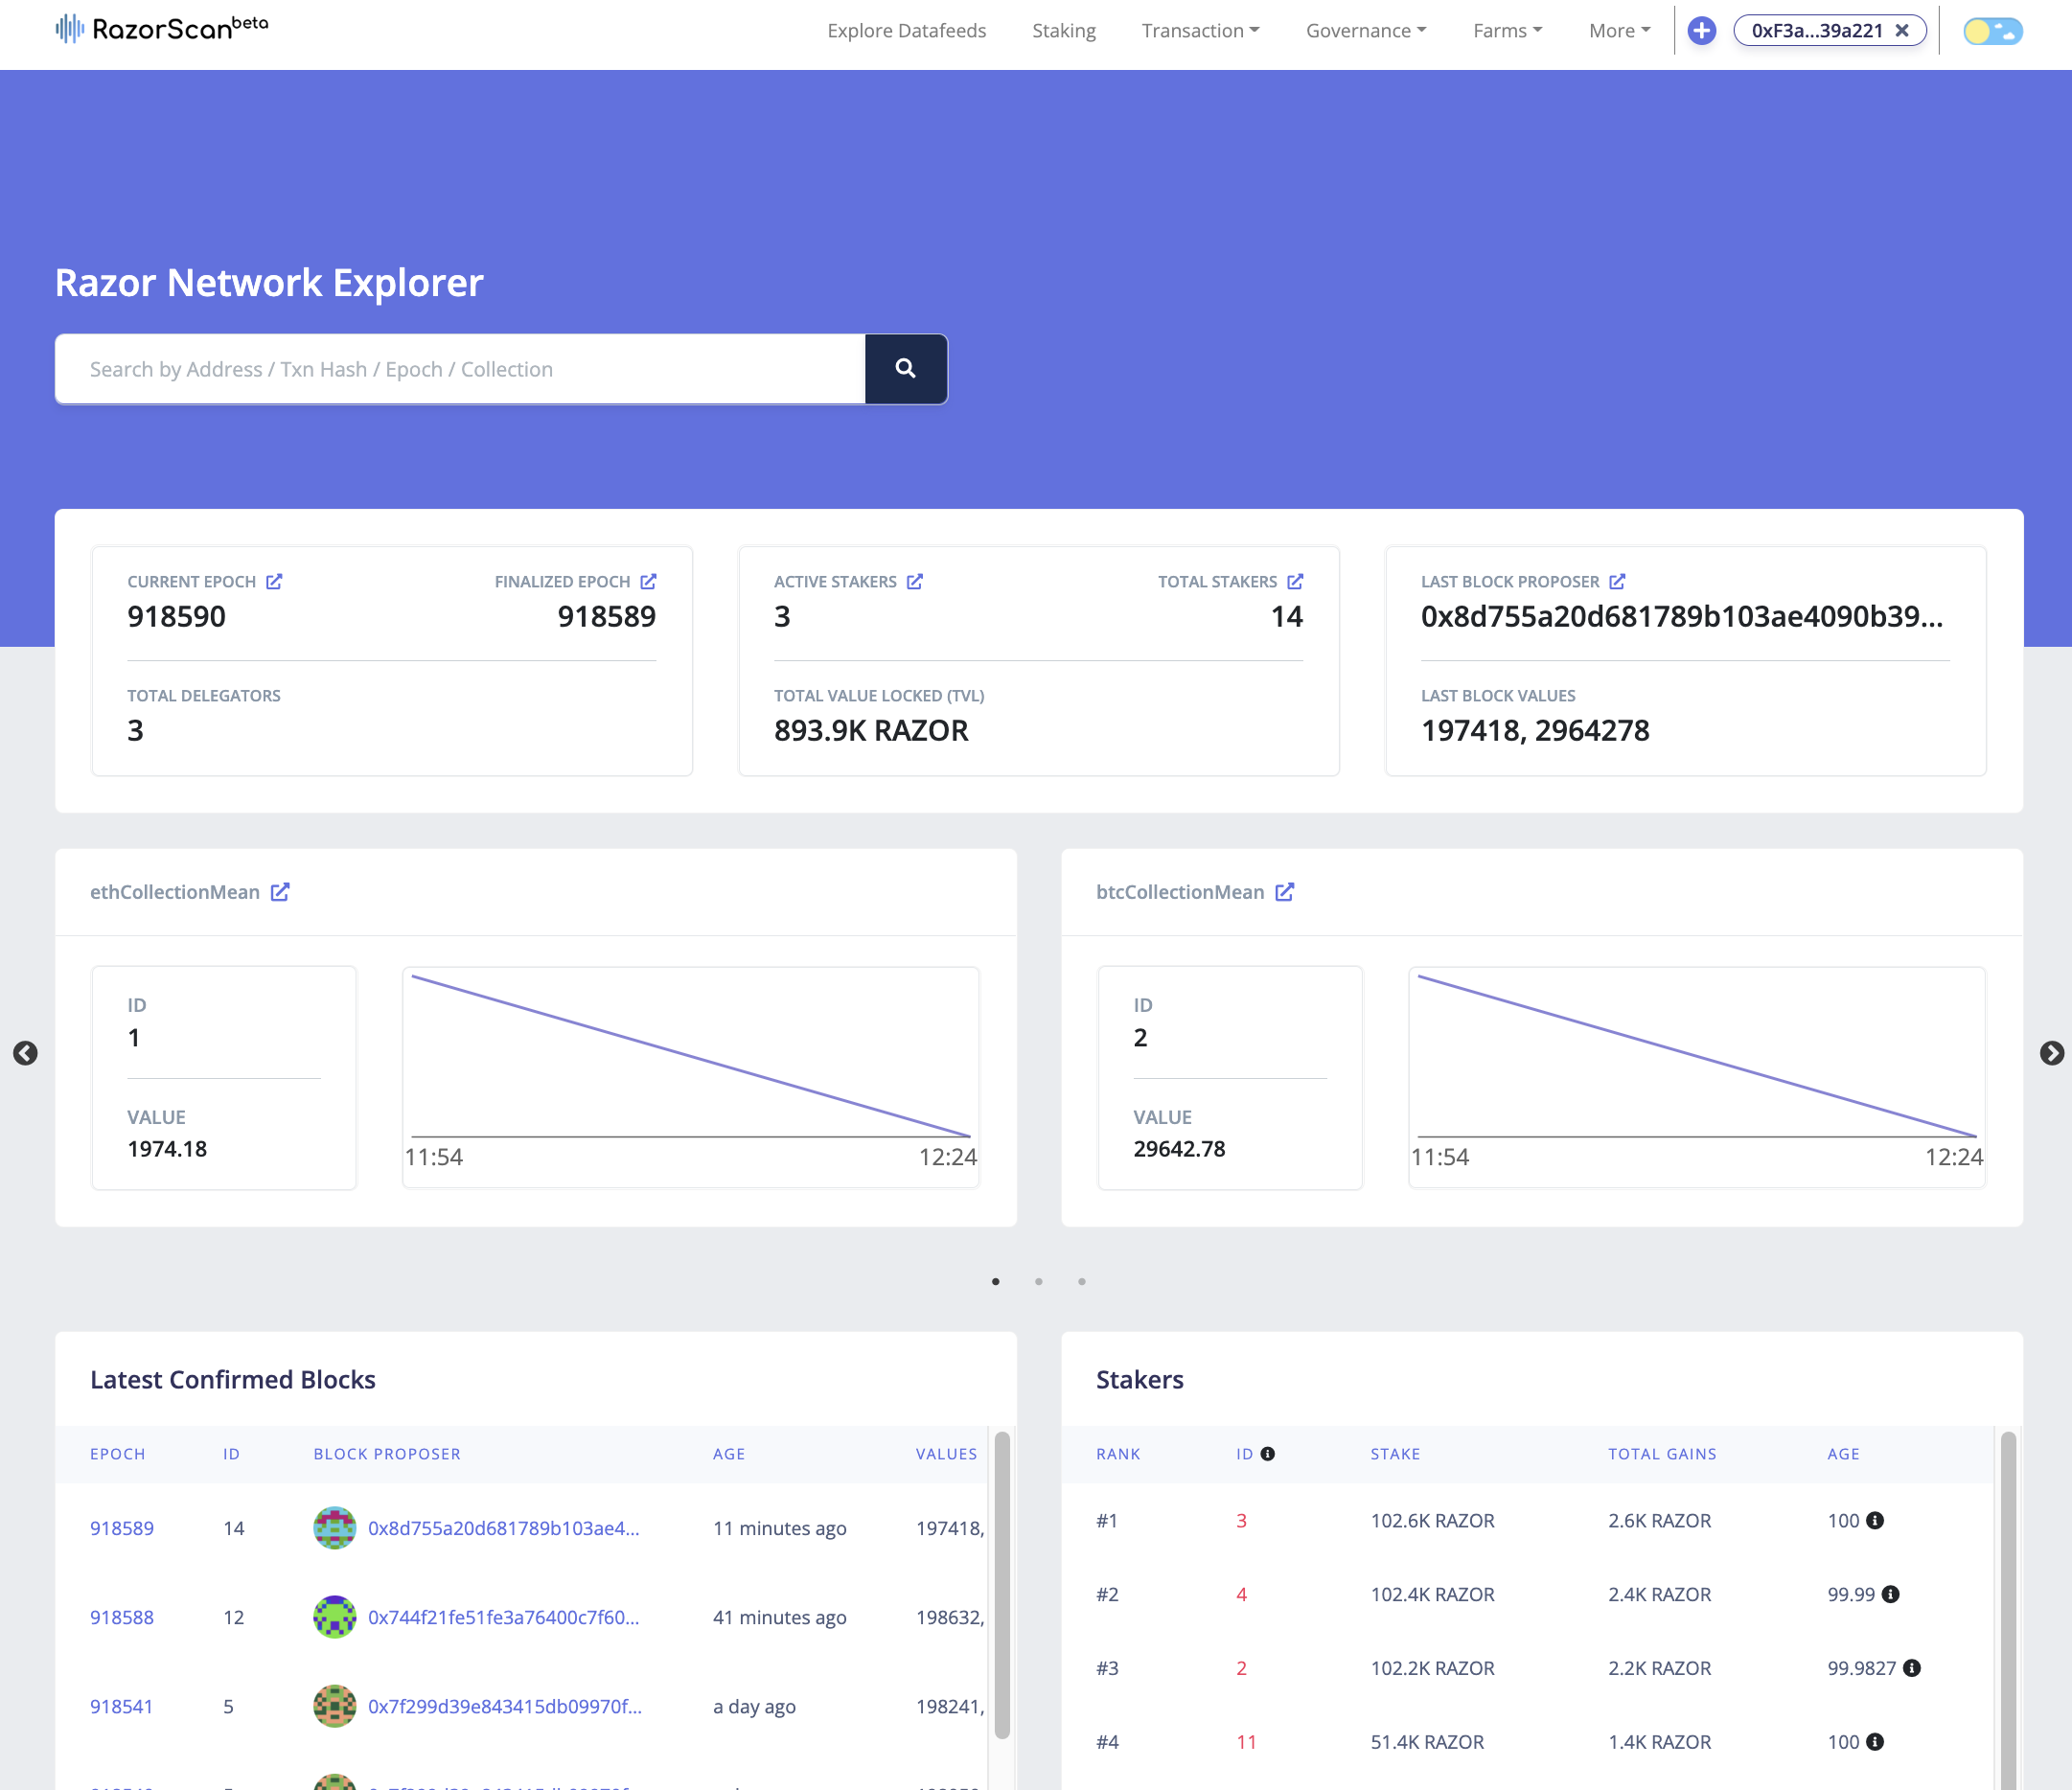 RazorScan beta
Explore Datafeeds Staking Transaction Governance Farms More 0xF3a...39a221
Razor Network Explorer
Search by Address / Txn Hash / Epoch / Collection
CURRENT EPOCH FINALIZED EPOCH
918590 918589
TOTAL DELEGATORS
3
ACTIVE STAKERS TOTAL STAKERS
3 14
TOTAL VALUE LOCKED (TVL)
893.9K RAZOR
LAST BLOCK PROPOSER
0x8d755a20d681789b103ae4090b39...
LAST BLOCK VALUES
197418, 2964278
ethCollectionMean
ID
1
VALUE
1974.18
11:54 12:24
btcCollectionMean
ID
2
VALUE
29642.78
11:54 12:24
Latest Confirmed Blocks
EPOCH ID BLOCK PROPOSER AGE VALUES
918589 14 0x8d755a20d681789b103ae4... 11 minutes ago 197418,
918588 12 0x744f21fe51fe3a76400c7f60... 41 minutes ago 198632,
918541 5 0x7f299d39e843415db09970f... a day ago 198241,
Stakers
RANK ID STAKE TOTAL GAINS AGE
#1 3 102.6K RAZOR 2.6K RAZOR 100
#2 4 102.4K RAZOR 2.4K RAZOR 99.99
#3 2 102.2K RAZOR 2.2K RAZOR 99.9827
#4 11 51.4K RAZOR 1.4K RAZOR 100